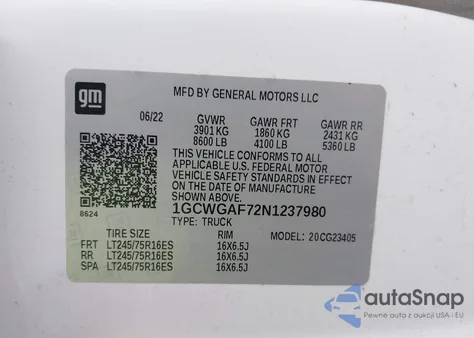 gm
MFD BY GENERAL MOTORS LLC
06/22 GVWR GAWR FRT GAWR RR
3901 KG 1860 KG 2431 KG
8600 LB 4100 LB 5360 LB
THIS VEHICLE CONFORMS TO ALL
APPLICABLE U.S. FEDERAL MOTOR
VEHICLE SAFETY STANDARDS IN
EFFECT ON THE DATE OF
MANUFACTURE SHOWN ABOVE.
8624
1GCWGAF72N1237980
TYPE: TRUCK MODEL: 20CG23405
TIRE SIZE RIM
FRT LT245/75R16ES 16X6.5J
RR LT245/75R16ES 16X6.5J
SPA LT245/75R16ES 16X6.5J
autaSnap
Pewne auta z aukcji USA i EU